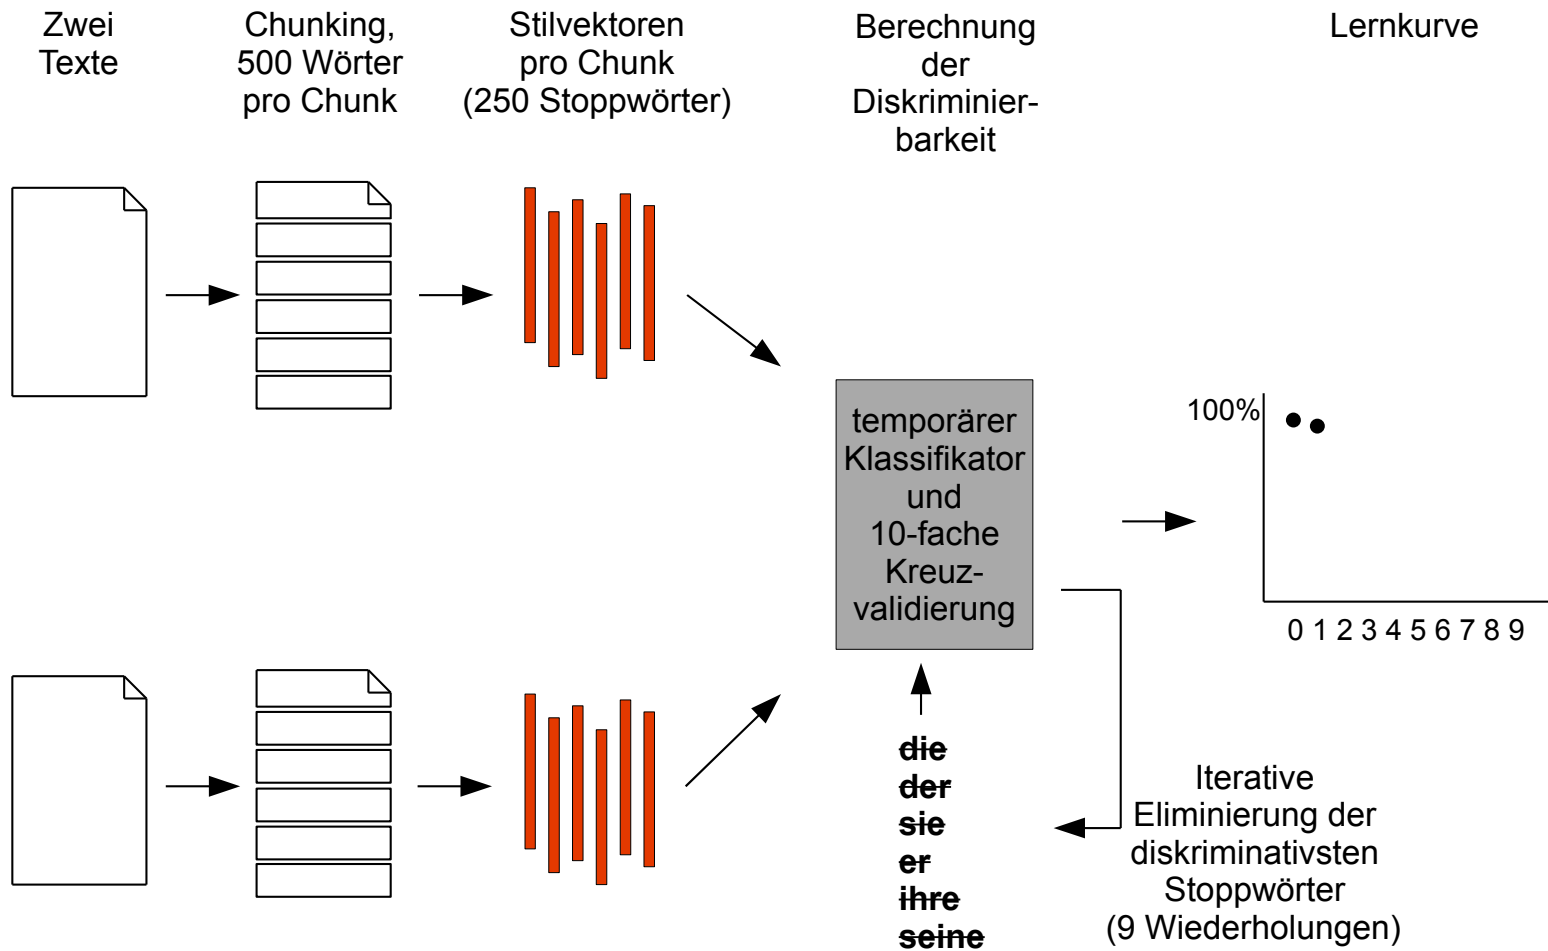 Zwei
Texte
Chunking,
500 Wörter
pro Chunk
Stilvektoren
pro Chunk
(250 Stoppwörter)
Berechnung
der
Diskriminier-
barkeit
Lernkurve
temporärer
Klassifikator
und
10-fache
Kreuz-
validierung
100%
0 1 2 3 4 5 6 7 8 9
die
der
sie
er
ihre
seine
Iterative
Eliminierung der
diskriminativsten
Stoppwörter
(9 Wiederholungen)